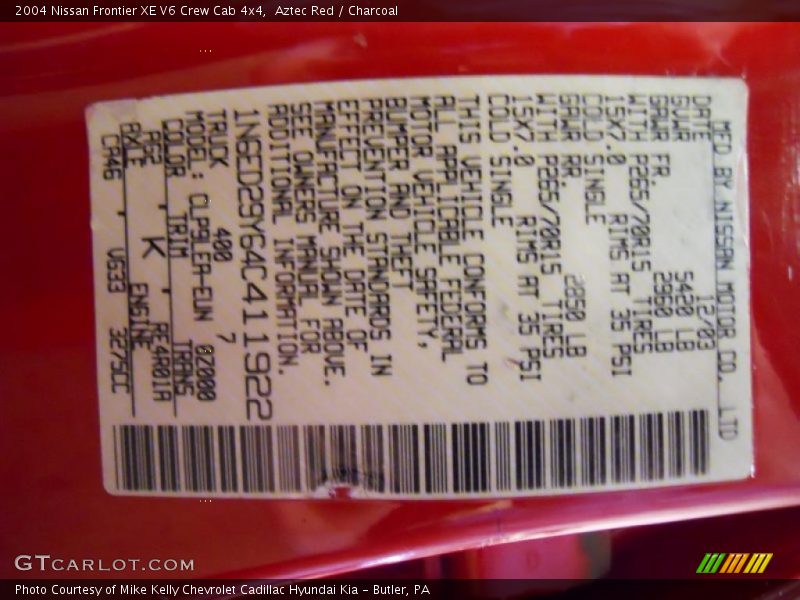 2004 Nissan Frontier XE V6 Crew Cab 4x4, Aztec Red / Charcoal
MFD BY NISSAN MOTOR CO., LTD
DATE 12/03
GVWR 5420 LB
GAWR FR. 2860 LB
WITH P265/70R15 TIRES
15X7.0 RIMS AT 35 PSI
COLD SINGLE
GAWR RR. 2850 LB
WITH P265/70R15 TIRES
15X7.0 RIMS AT 35 PSI
COLD SINGLE
THIS VEHICLE CONFORMS TO
ALL APPLICABLE FEDERAL
MOTOR VEHICLE SAFETY,
BUMPER AND THEFT
PREVENTION STANDARDS IN
EFFECT ON THE DATE OF
MANUFACTURE SHOWN ABOVE.
SEE OWNERS MANUAL FOR
ADDITIONAL INFORMATION.
1N6ED29Y64C411922
TRUCK 400 7
MODEL: CLP9LEA-EUN 02000
COLOR TRIM TRANS
AR2 K RE4R01A
AXLE ENGINE
CA46 VG33 3275CC
GTCARLOT.COM
Photo Courtesy of Mike Kelly Chevrolet Cadillac Hyundai Kia – Butler, PA